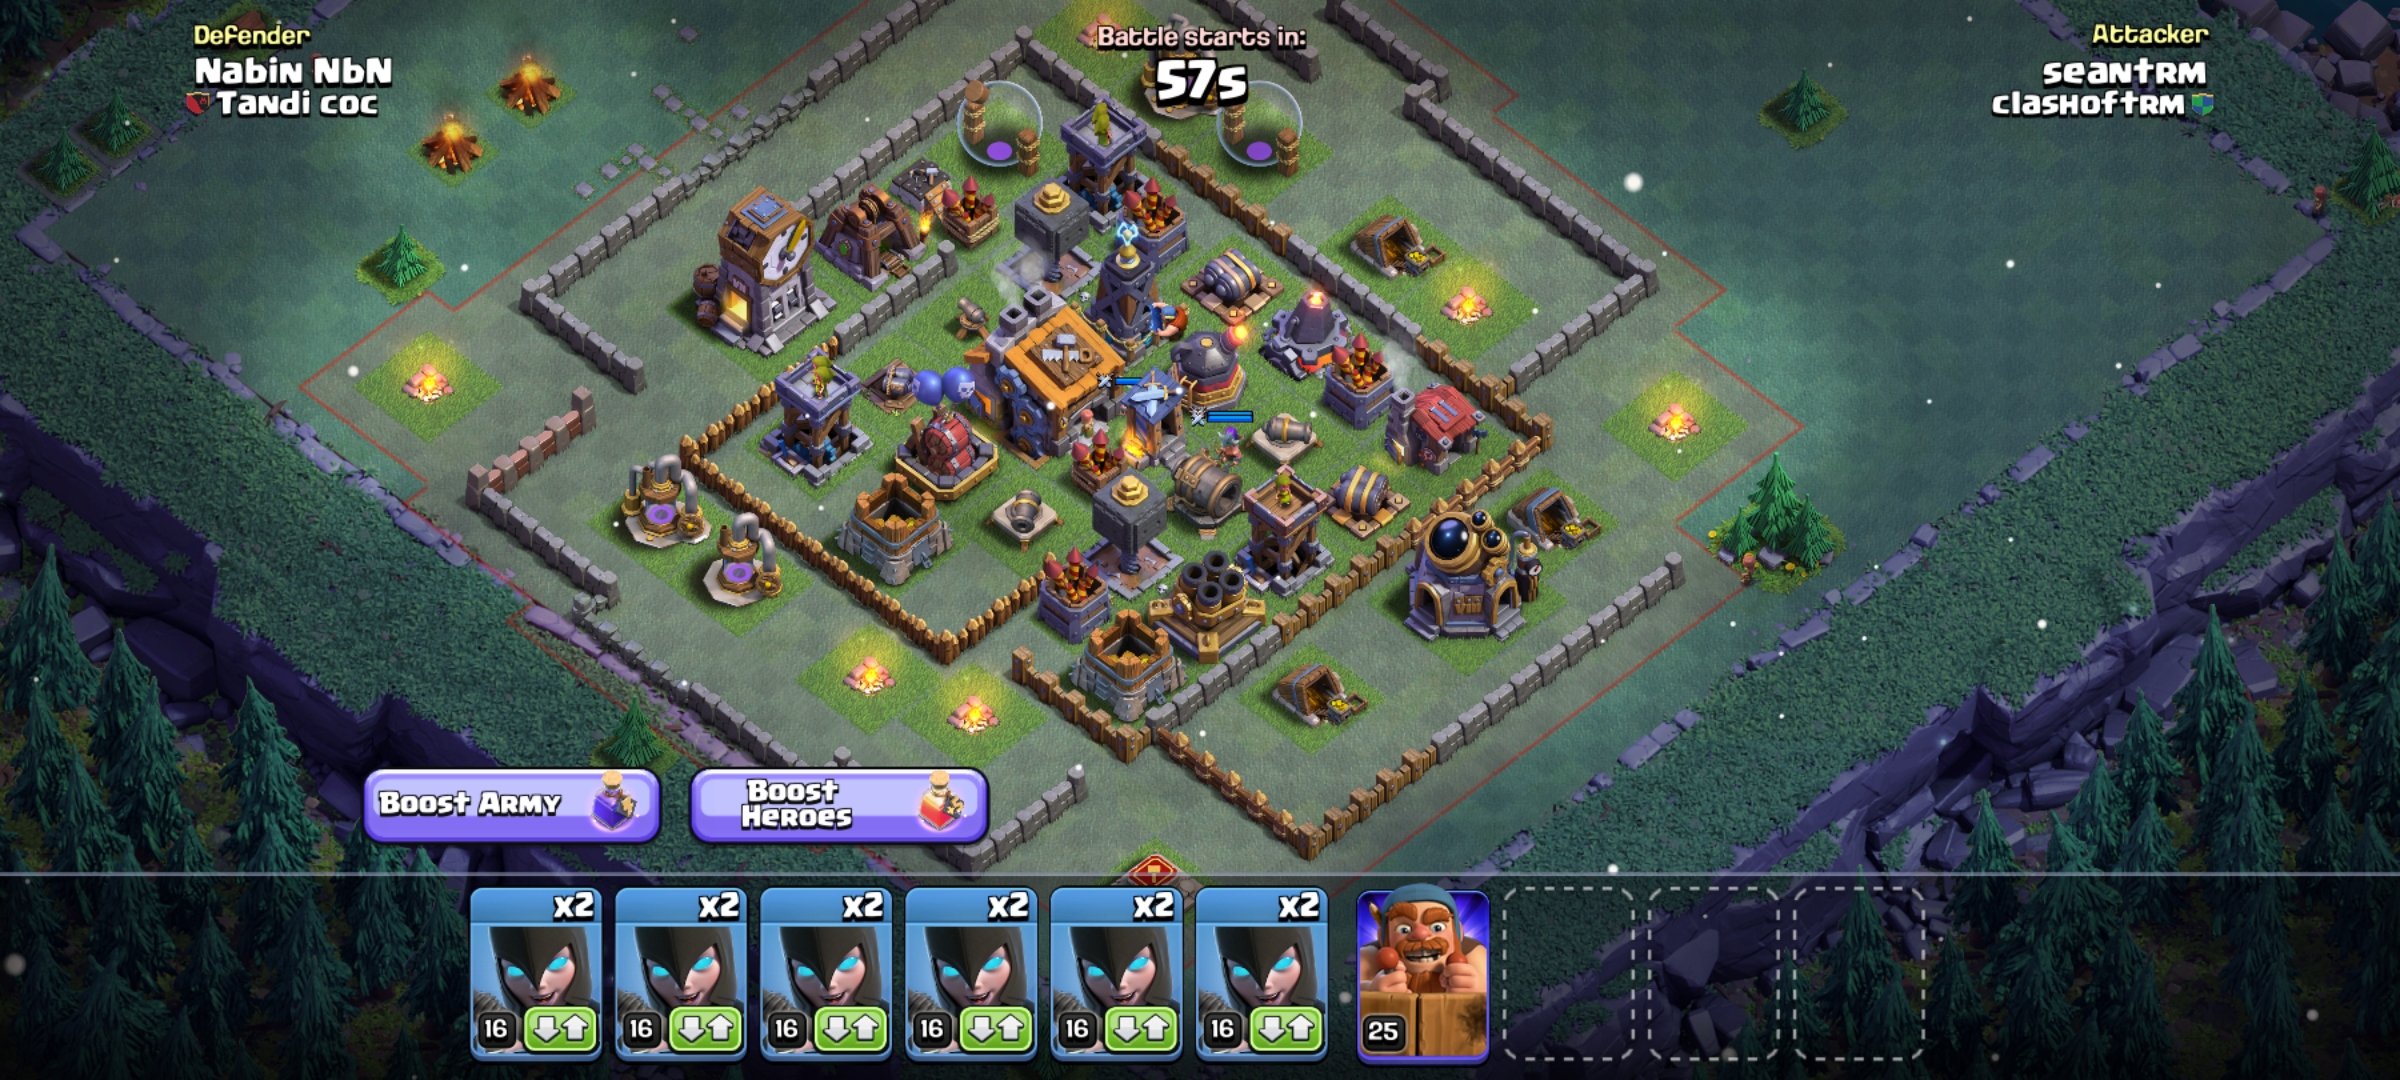 Defender
Nabin NbN
Tandi coc
Battle starts in:
57s
Attacker
seantRM
clashoftRM
Boost Army
Boost
Heroes
x2
x2
x2
x2
x2
x2
16
16
16
16
16
16
25